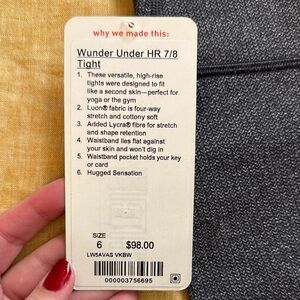 why we made this:
Wunder Under HR 7/8
Tight
1. These versatile, high-rise
tights were designed to fit
like a second skin—perfect for
yoga or the gym
2. Luon® fabric is four-way
stretch and cottony soft
3. Added Lycra® fibre for stretch
and shape retention
4. Waistband lies flat against
your skin and won't dig in
5. Waistband pocket holds your key
or card
6. Hugged Sensation
SIZE
6 $98.00
LW5AVAS VKBW
000003756695